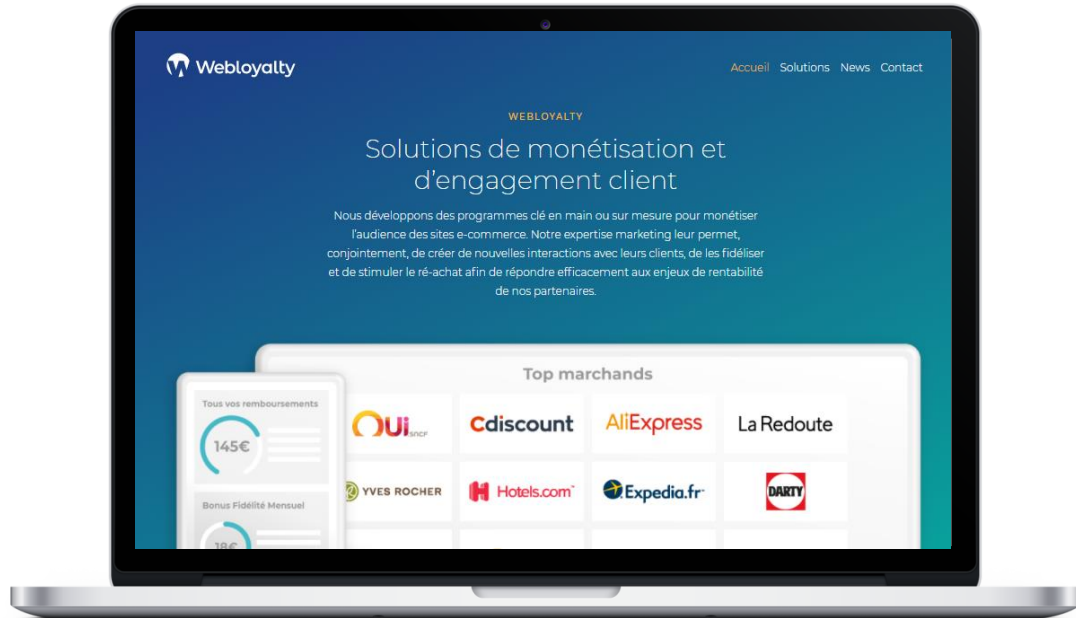 Webloyalty
Accueil Solutions News Contact
WEBLOYALTY
Solutions de monétisation et
d'engagement client
Nous développons des programmes clé en main ou sur mesure pour monétiser
l'audience des sites e-commerce. Notre expertise marketing leur permet,
conjointement, de créer de nouvelles interactions avec leurs clients, de les fidéliser
et de stimuler le ré-achat afin de répondre efficacement aux enjeux de rentabilité
de nos partenaires.
Top marchands
Tous vos remboursements
145€
OUI.sncf
Cdiscount
AliExpress
La Redoute
YVES ROCHER
Hotels.com
Expedia.fr
DARTY
Bonus Fidélité Mensuel
18€